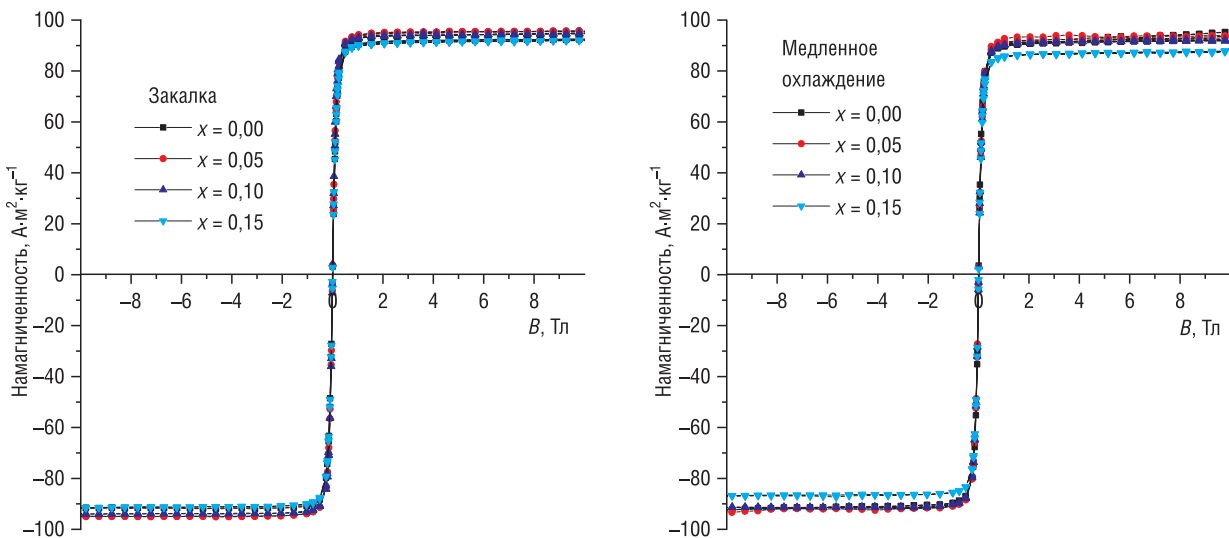 100
80
60
40
20
0
−20
−40
−60
−80
−100
−8
−6
−4
−2
0
2
4
6
8
Намагниченность, А·м²·кг⁻¹
B, Тл
Закалка
x = 0,00
x = 0,05
x = 0,10
x = 0,15
100
80
60
40
20
0
−20
−40
−60
−80
−100
−8
−6
−4
−2
0
2
4
6
8
Намагниченность, А·м²·кг⁻¹
B, Тл
Медленное
охлаждение
x = 0,00
x = 0,05
x = 0,10
x = 0,15